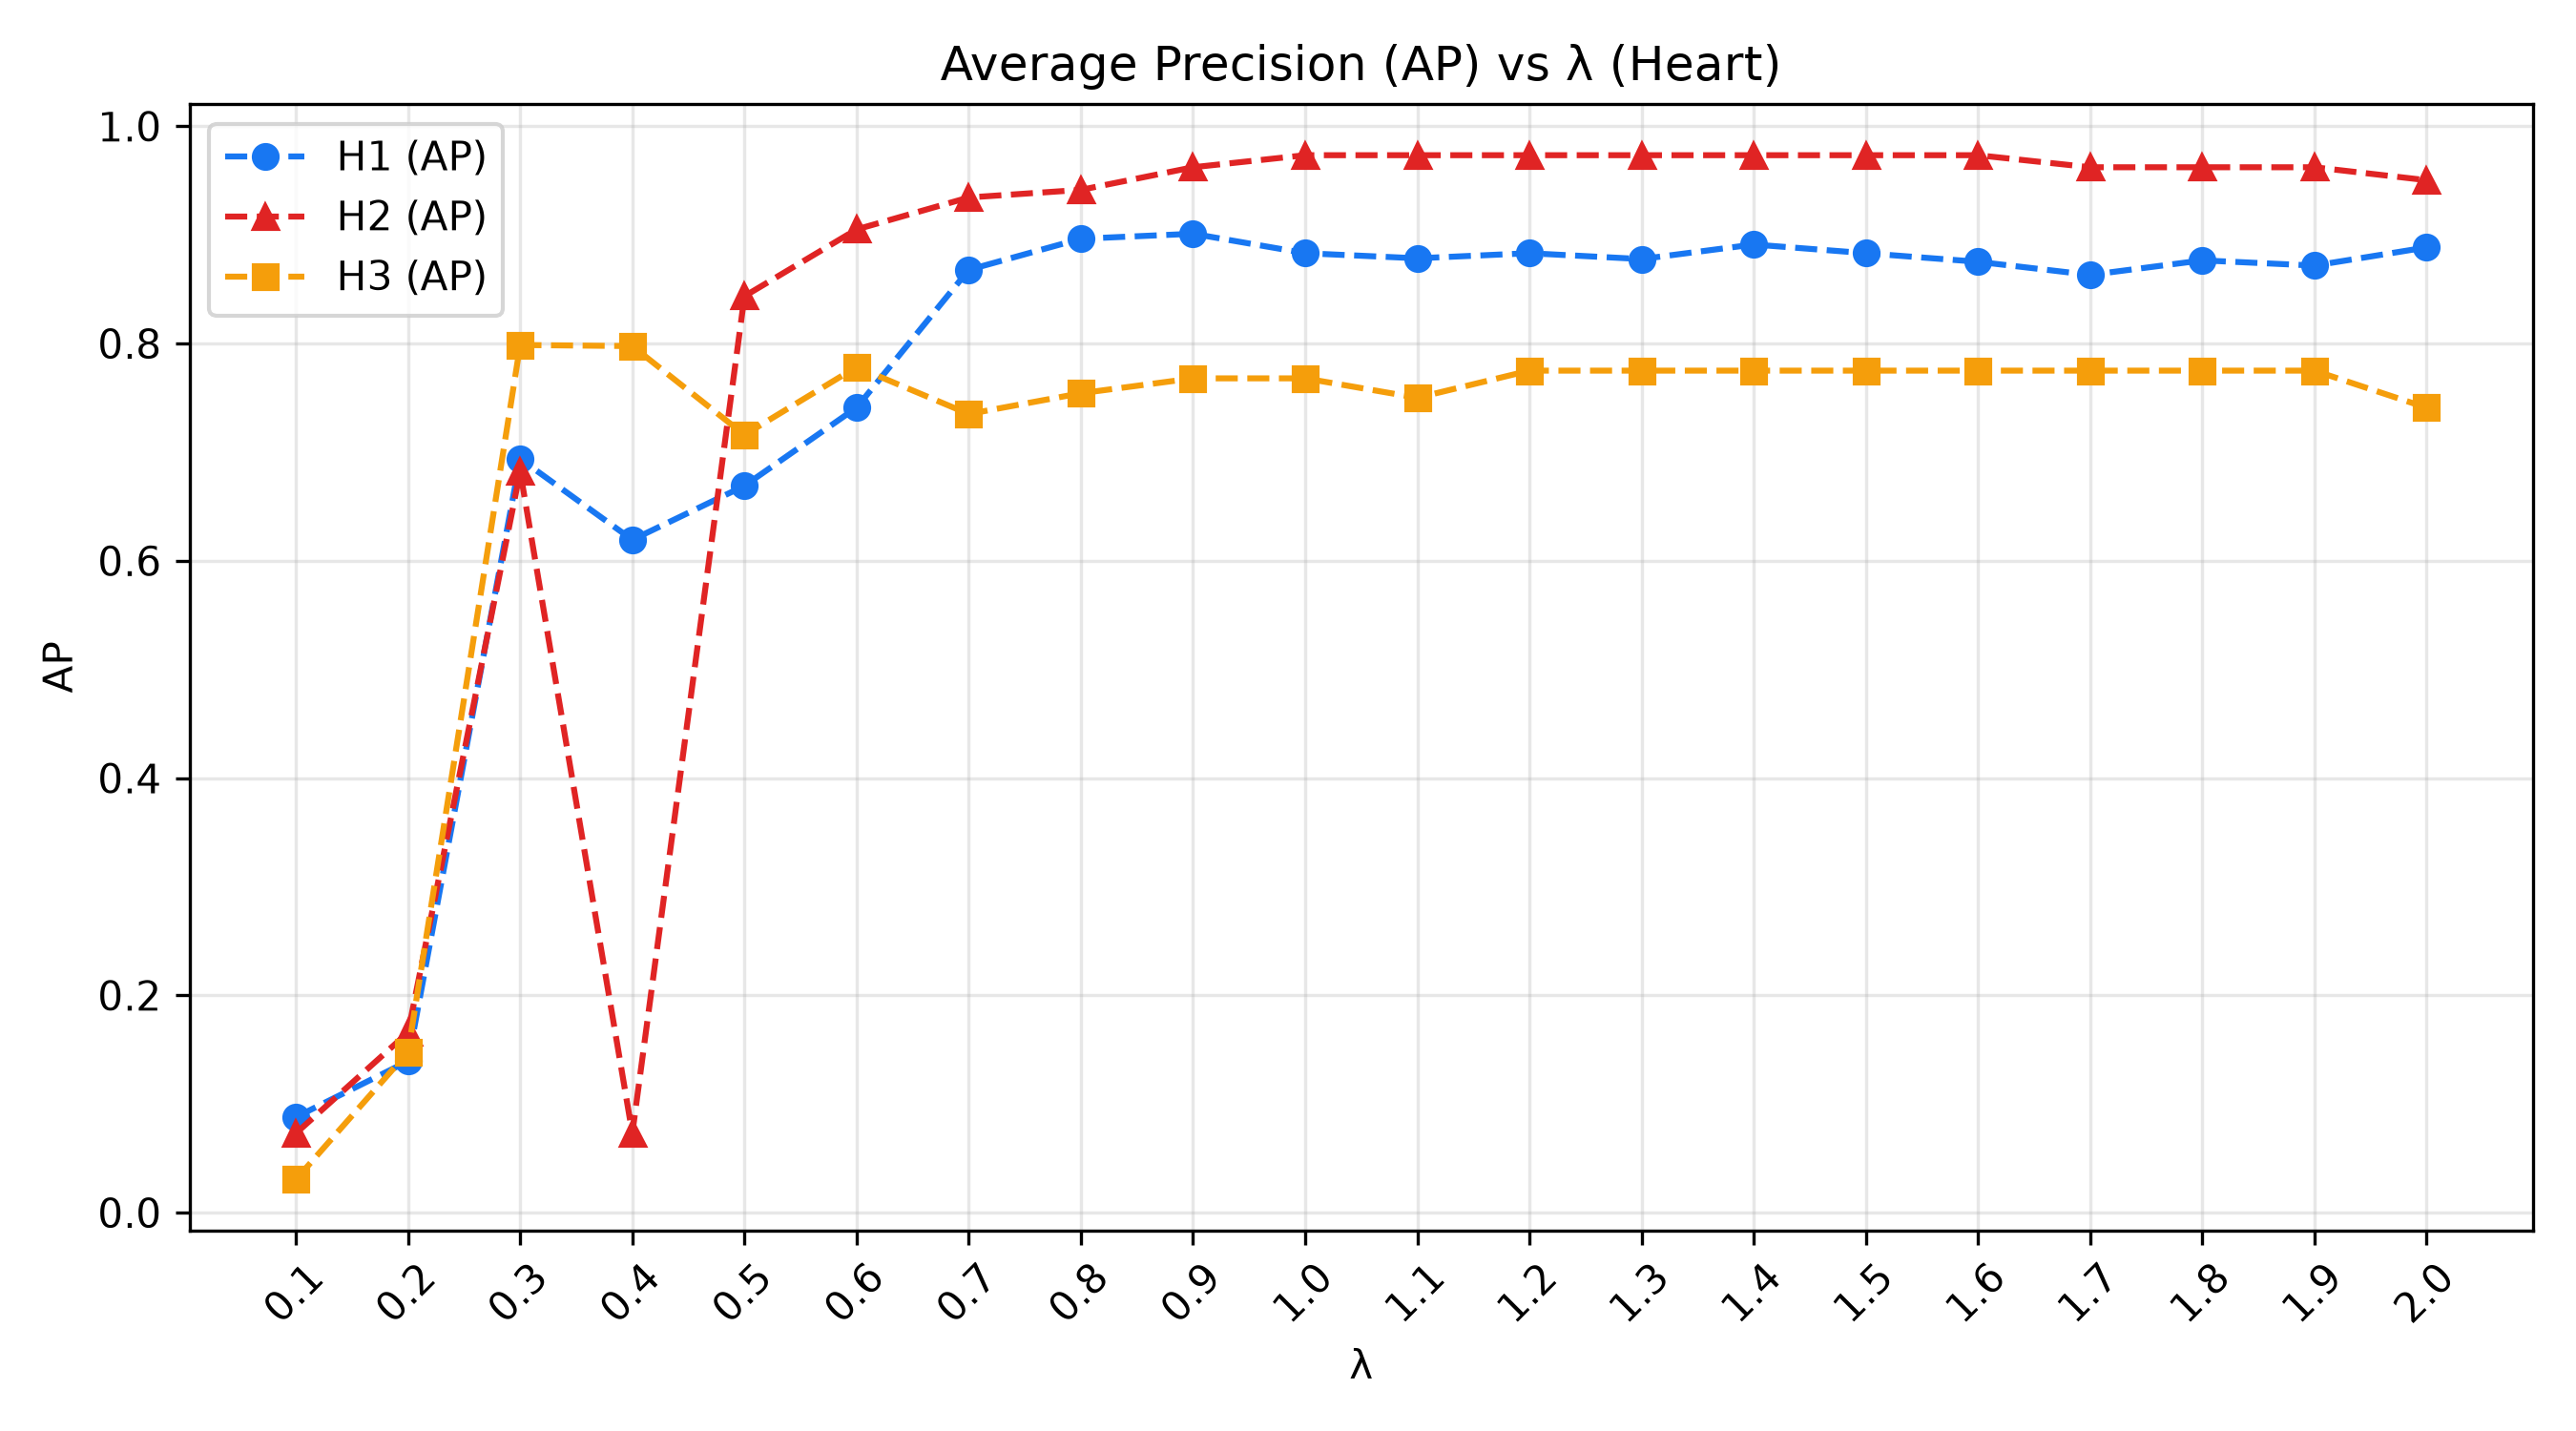 Average Precision (AP) vs λ (Heart)
H1 (AP)
H2 (AP)
H3 (AP)
AP
1.0
0.8
0.6
0.4
0.2
0.0
0.1 0.2 0.3 0.4 0.5 0.6 0.7 0.8 0.9 1.0 1.1 1.2 1.3 1.4 1.5 1.6 1.7 1.8 1.9 2.0
λ